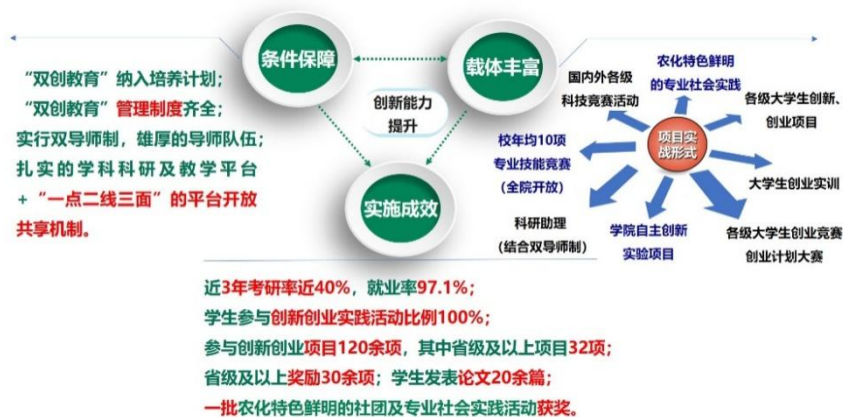 条件保障
载体丰富
创新能力
提升
实施成效
“双创教育”纳入培养计划；
“双创教育”管理制度齐全；
实行双导师制，雄厚的导师队伍；
扎实的学科科研及教学平台
+“一点二线三面”的平台开放
共享机制。
国内外各级
科技竞赛活动
农化特色鲜明
的专业社会实践
各级大学生创新、
创业项目
校年均10项
专业技能竞赛
（全院开放）
项目实
战形式
大学生创业实训
科研助理
（结合双导师制）
学院自主创新
实验项目
各级大学生创业竞赛
创业计划大赛
近3年考研率近40%，就业率97.1%；
学生参与创新创业实践活动比例100%；
参与创新创业项目120余项，其中省级及以上项目32项；
省级及以上奖励30余项；学生发表论文20余篇；
一批农化特色鲜明的社团及专业社会实践活动获奖。